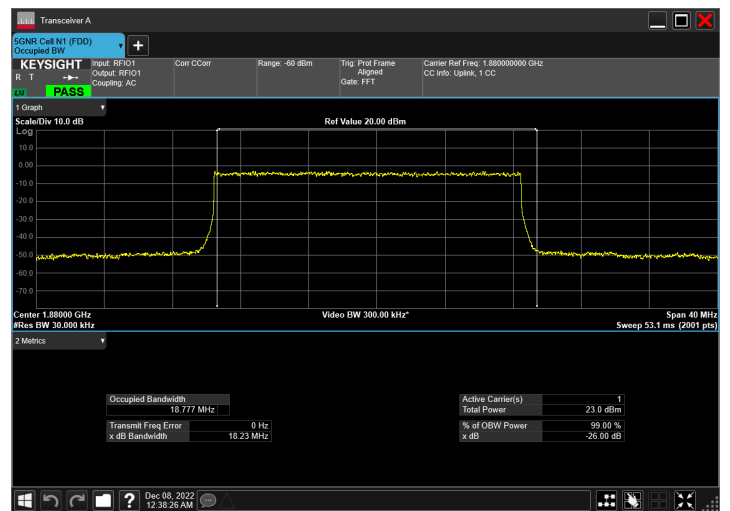 Transceiver A
5GNR Cell N1 (FDD)
Occupied BW
+
KEYSIGHT
R T
LXI
PASS
Input: RFIO1
Output: RFIO1
Coupling: AC
Corr CCorr
Range: -60 dBm
Trig: Prot Frame
Aligned
Gate: FFT
Carrier Ref Freq: 1.880000000 GHz
CC Info: Uplink, 1 CC
1 Graph
Scale/Div 10.0 dB
Ref Value 20.00 dBm
Log
10.0
0.00
-10.0
-20.0
-30.0
-40.0
-50.0
-60.0
-70.0
Center 1.88000 GHz
Video BW 300.00 kHz*
Span 40 MHz
#Res BW 30.000 kHz
Sweep 53.1 ms (2001 pts)
2 Metrics
Occupied Bandwidth
18.777 MHz
Transmit Freq Error 0 Hz
x dB Bandwidth 18.23 MHz
Active Carrier(s) 1
Total Power 23.0 dBm
% of OBW Power 99.00 %
x dB -26.00 dB
?
Dec 08, 2022
12:38:26 AM